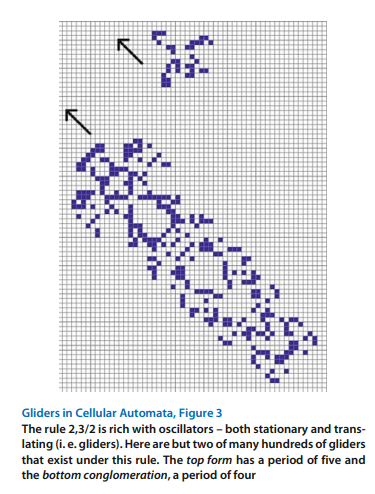 Gliders in Cellular Automata, Figure 3
The rule 2,3/2 is rich with oscillators – both stationary and trans-
lating (i. e. gliders). Here are but two of many hundreds of gliders
that exist under this rule. The top form has a period of five and
the bottom conglomeration, a period of four